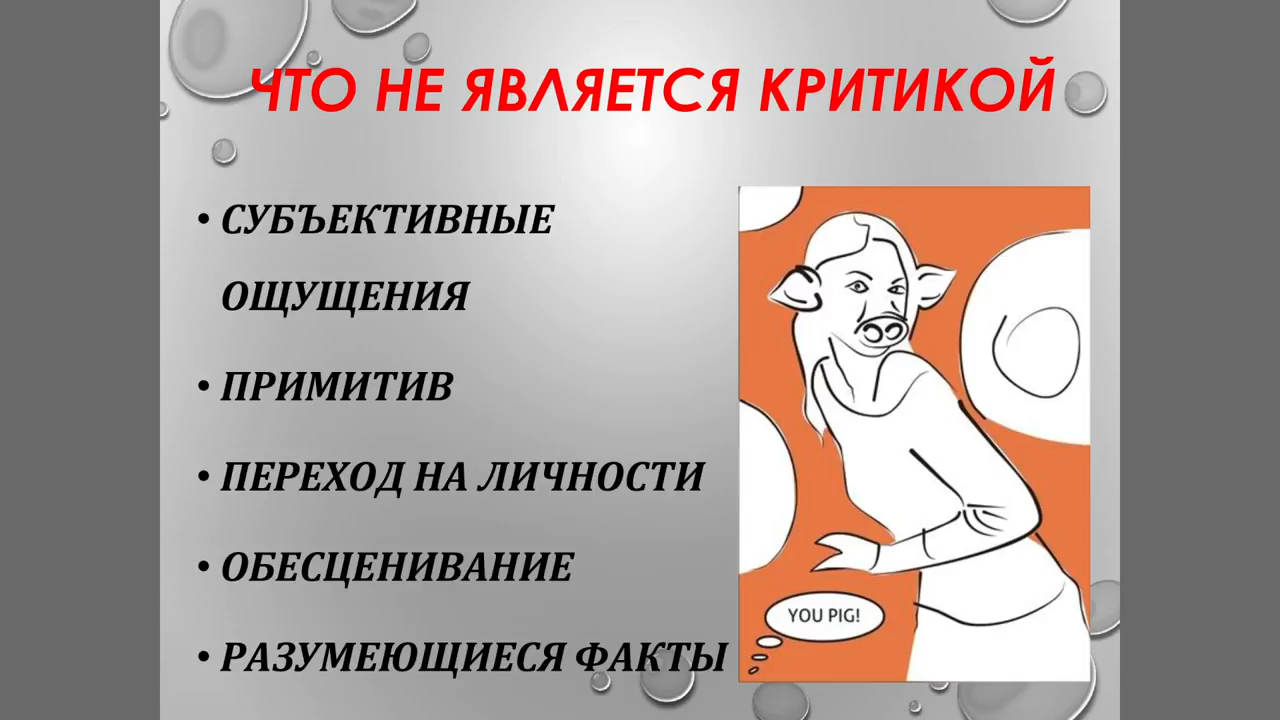 ЧТО НЕ ЯВЛЯЕТСЯ КРИТИКОЙ
• СУБЪЕКТИВНЫЕ
ОЩУЩЕНИЯ
• ПРИМИТИВ
• ПЕРЕХОД НА ЛИЧНОСТИ
• ОБЕСЦЕНИВАНИЕ
• РАЗУМЕЮЩИЕСЯ ФАКТЫ
YOU PIG!